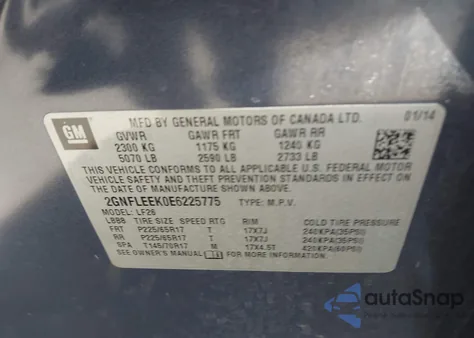 GM
MFD BY GENERAL MOTORS OF CANADA LTD. 01/14
GVWR GAWR FRT GAWR RR
2300 KG 1175 KG 1240 KG
5070 LB 2590 LB 2733 LB
THIS VEHICLE CONFORMS TO ALL APPLICABLE U.S. FEDERAL MOTOR
VEHICLE SAFETY AND THEFT PREVENTION STANDARDS IN EFFECT ON
THE DATE OF MANUFACTURE SHOWN ABOVE.
2GNFLEEK0E6225775 TYPE: M.P.V.
MODEL: LF26
TIRE SIZE SPEED RTG RIM COLD TIRE PRESSURE
FRT P225/65R17 T 17X7J 240KPA(35PSI)
RR P225/65R17 T 17X7J 240KPA(35PSI)
SPA T145/70R17 M 17X4.5T 420KPA(60PSI)
SEE OWNER'S MANUAL
autoSnap